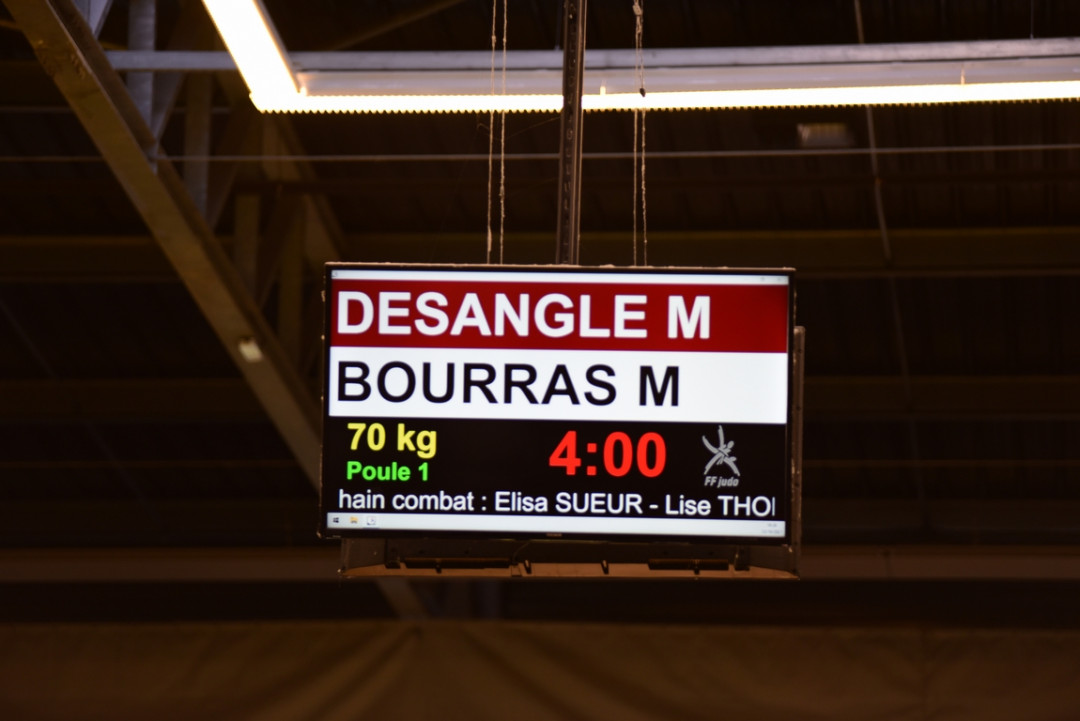 DESANGLE M
BOURRAS M
70 kg
4:00
Poule 1
FF judo
hain combat : Elisa SUEUR - Lise THO